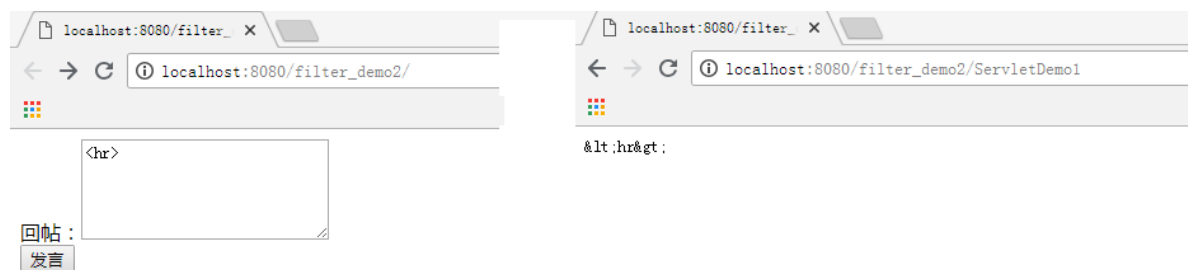 localhost:8080/filter_
localhost:8080/filter_demo2/
<hr>
回帖：
发言
localhost:8080/filter_
localhost:8080/filter_demo2/ServletDemo1
&lt;hr&gt;